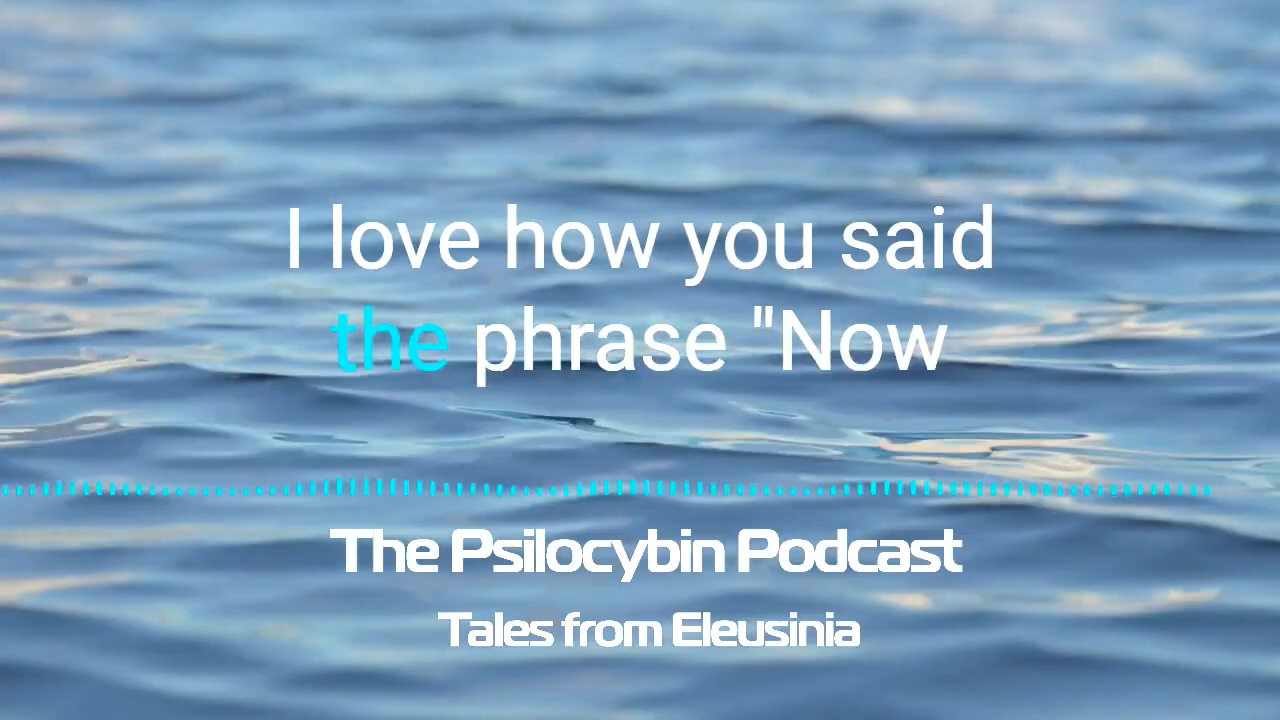 I love how you said
the phrase "Now
The Psilocybin Podcast
Tales from Eleusinia